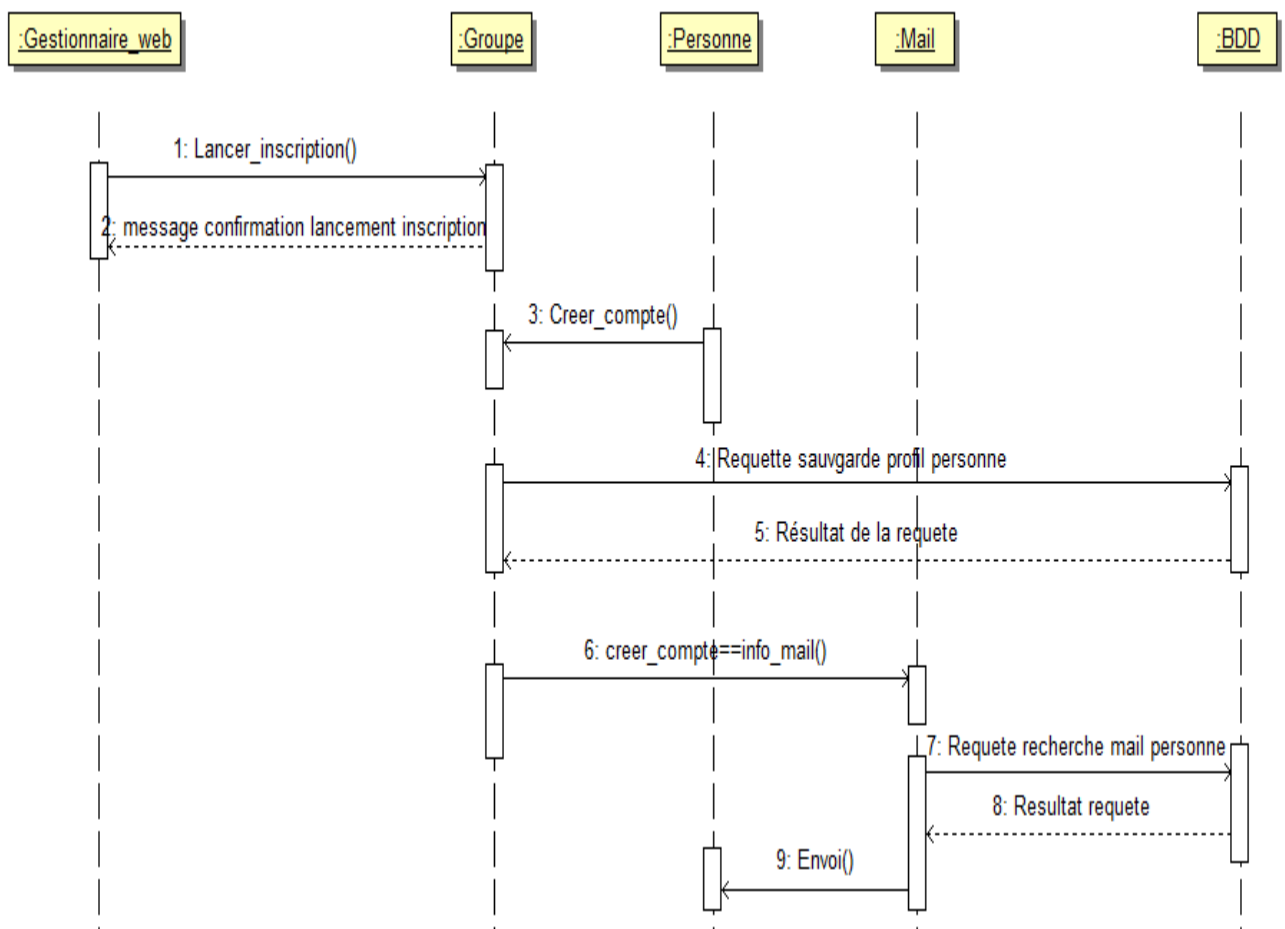 :Gestionnaire_web
:Groupe
:Personne
:Mail
:BDD
1: Lancer_inscription()
2: message confirmation lancement inscription
3: Creer_compte()
4: Requette sauvgarde profil personne
5: Résultat de la requete
6: creer_compte==info_mail()
7: Requete recherche mail personne
8: Resultat requete
9: Envoi()